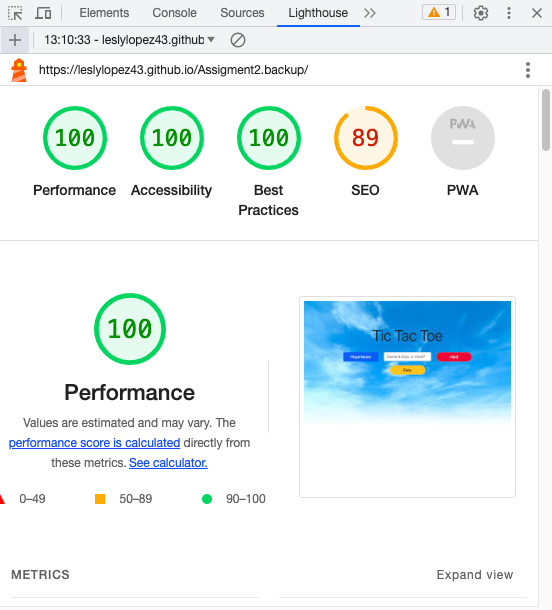 Elements Console Sources Lighthouse 1
13:10:33 - leslylopez43.github
https://leslylopez43.github.io/Assigment2.backup/
100 100 100 89 PWA
Performance Accessibility Best Practices SEO PWA
100
Performance
Values are estimated and may vary. The
performance score is calculated directly from
these metrics. See calculator.
0–49 50–89 90–100
Tic Tac Toe
Hard
Easy
METRICS Expand view